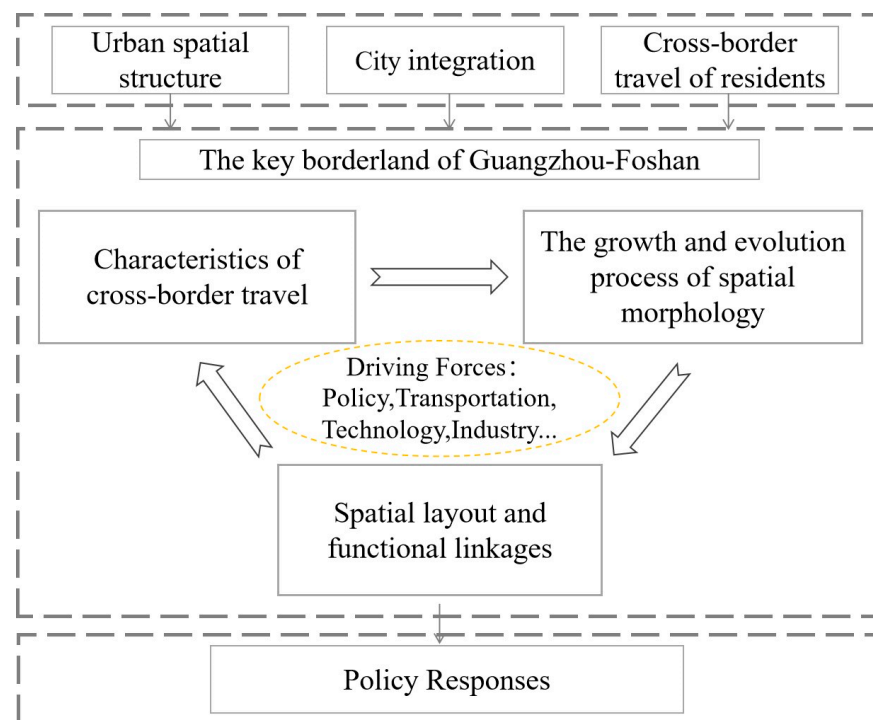 Urban spatial
structure
City integration
Cross-border
travel of residents
The key borderland of Guangzhou-Foshan
Characteristics of
cross-border travel
The growth and evolution
process of spatial
morphology
Driving Forces：
Policy,Transportation,
Technology,Industry...
Spatial layout and
functional linkages
Policy Responses